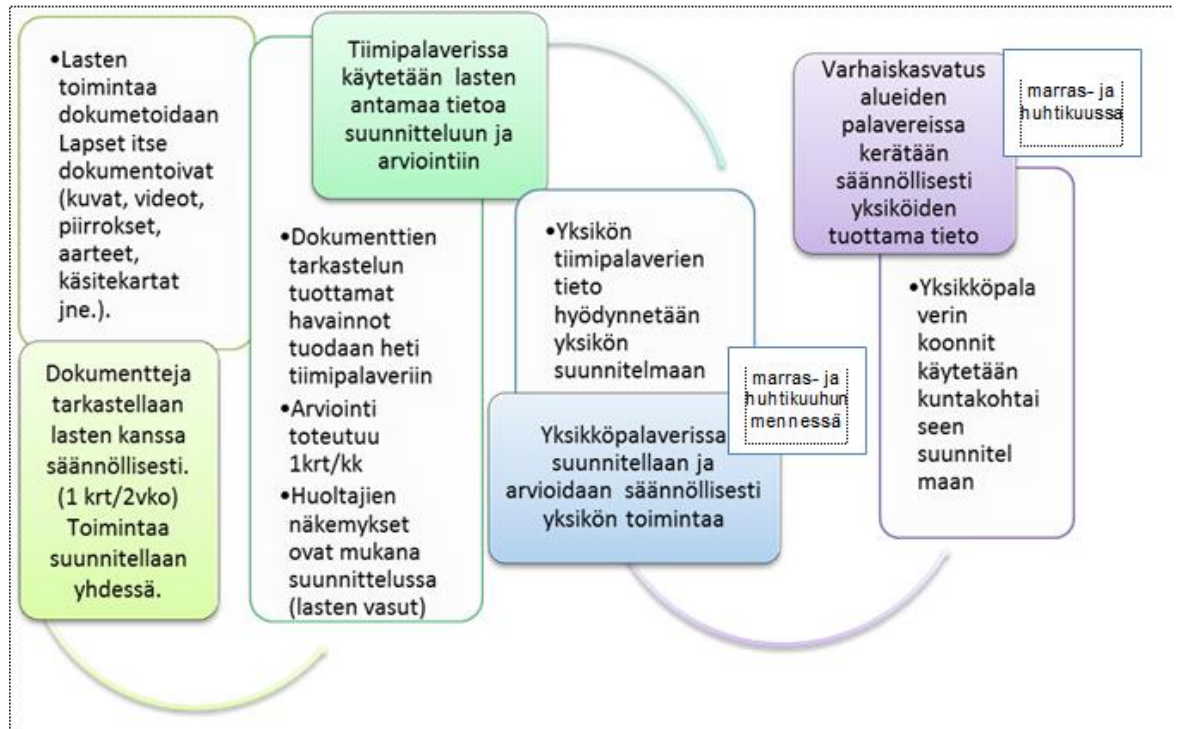 •Lasten
toimintaa
dokumetoidaan
Lapset itse
dokumentoivat
(kuvat, videot,
piirrokset,
aarteet,
käsitekartat
jne.).
Dokumentteja
tarkastellaan
lasten kanssa
säännöllisesti.
(1 krt/2vko)
Toimintaa
suunnitellaan
yhdessä.
Tiimipalaverissa
käytetään lasten
antamaa tietoa
suunnitteluun ja
arviointiin
•Dokumenttien
tarkastelun
tuottamat
havainnot
tuodaan heti
tiimipalaveriin
•Arviointi
toteutuu
1krt/kk
•Huoltajien
näkemykset
ovat mukana
suunnittelussa
(lasten vasut)
•Yksikön
tiimipalaverien
tieto
hyödynnetään
yksikön
suunnitelmaan
marras- ja
huhtikuuhun
mennessä
Yksikköpalaverissa
suunnitellaan ja
arvioidaan säännöllisesti
yksikön toimintaa
Varhaiskasvatus
alueiden
palavereissa
kerätään
säännöllisesti
yksiköiden
tuottama tieto
marras- ja
huhtikuussa
•Yksikköpala
verin
koonnit
käytetään
kuntakohtai
seen
suunnitel
maan